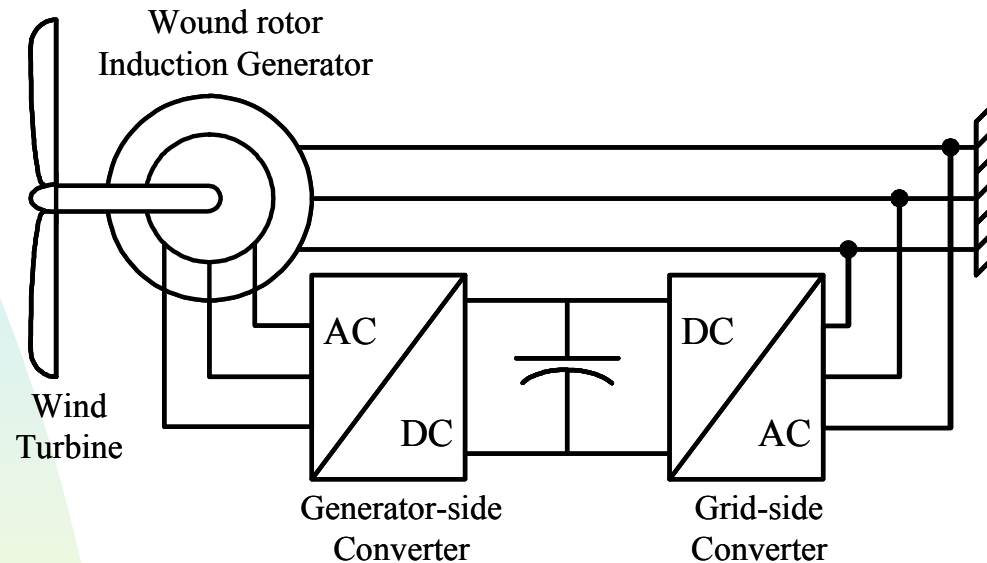 Wound rotor
Induction Generator
AC
DC
DC
AC
Wind
Turbine
Generator-side
Converter
Grid-side
Converter